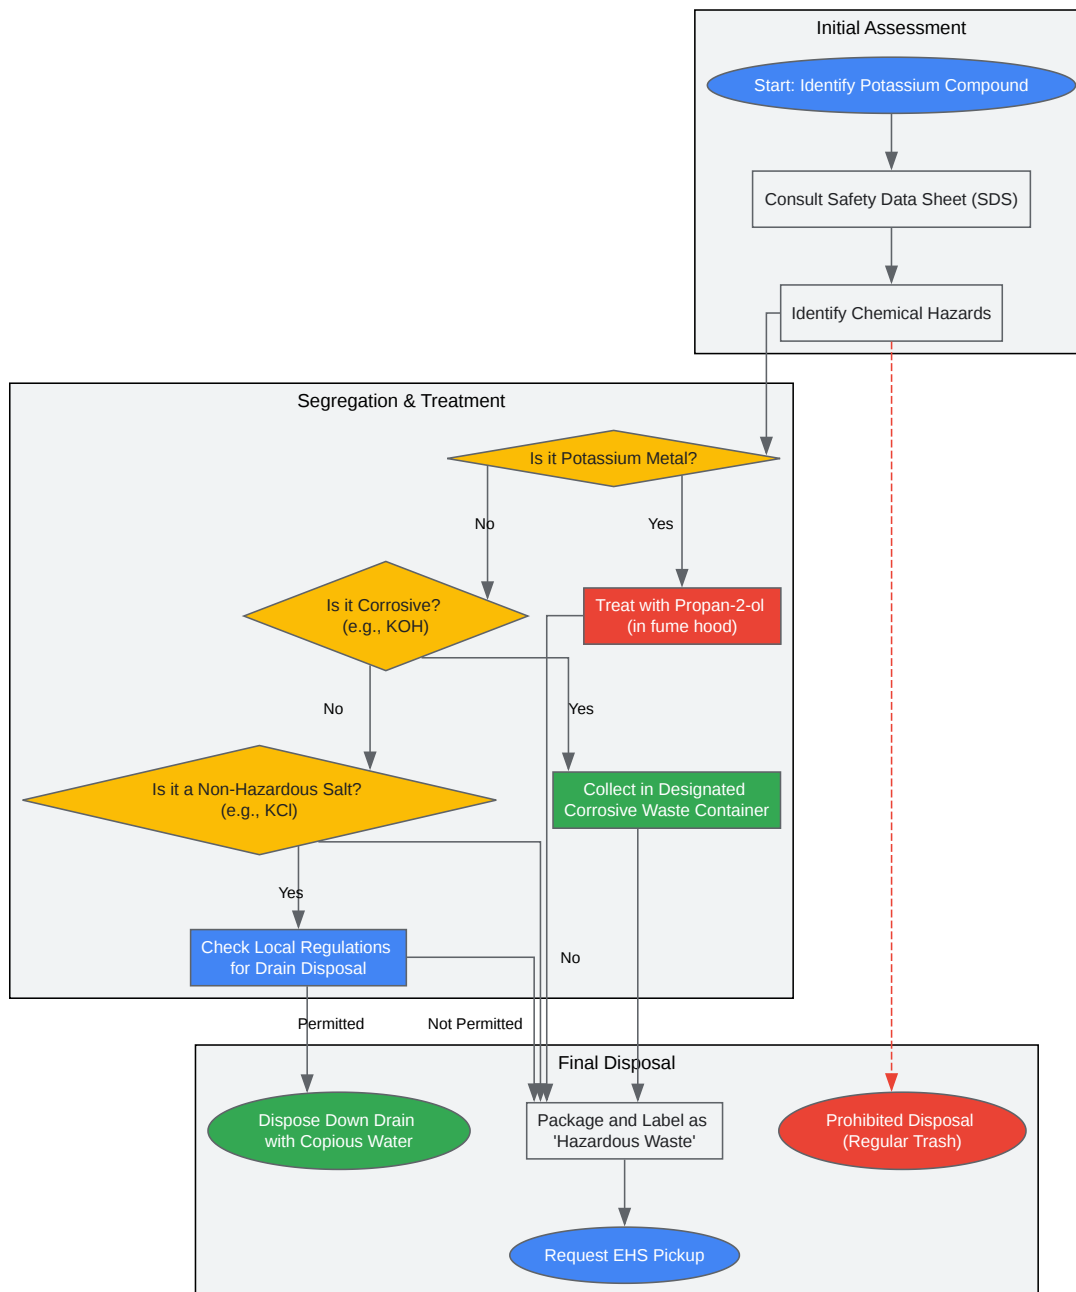 Initial Assessment
Start: Identify Potassium Compound
Consult Safety Data Sheet (SDS)
Identify Chemical Hazards
Segregation & Treatment
Is it Potassium Metal?
No
Yes
Is it Corrosive?
(e.g., KOH)
Treat with Propan-2-ol
(in fume hood)
No
Yes
Is it a Non-Hazardous Salt?
(e.g., KCl)
Collect in Designated
Corrosive Waste Container
Yes
Check Local Regulations
for Drain Disposal
No
Permitted
Not Permitted
Final Disposal
Dispose Down Drain
with Copious Water
Package and Label as
'Hazardous Waste'
Prohibited Disposal
(Regular Trash)
Request EHS Pickup